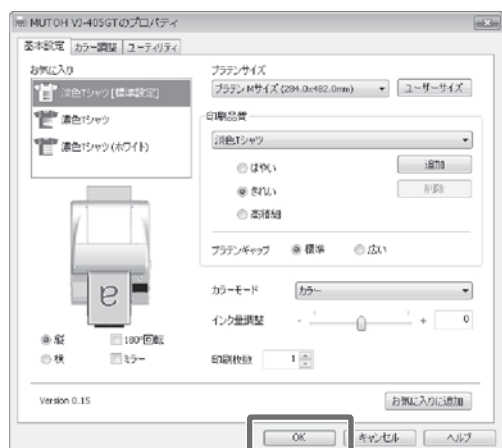 MUTOH VJ-405GTのプロパティ
基本設定 カラー調整 ユーティリティ
お気に入り
淡色Tシャツ[標準設定]
濃色Tシャツ
濃色Tシャツ(ホワイト)
縦 180°回転
横 ミラー
プラテンサイズ
プラテン Mサイズ (284.0x482.0mm) ユーザーサイズ
印刷品質
淡色Tシャツ
はやい 追加
きれい 削除
高精細
プラテンギャップ 標準 広い
カラーモード カラー
インク量調整 - + 0
印刷枚数 1
Version 0.15 お気に入りに追加
OK キャンセル ヘルプ
a